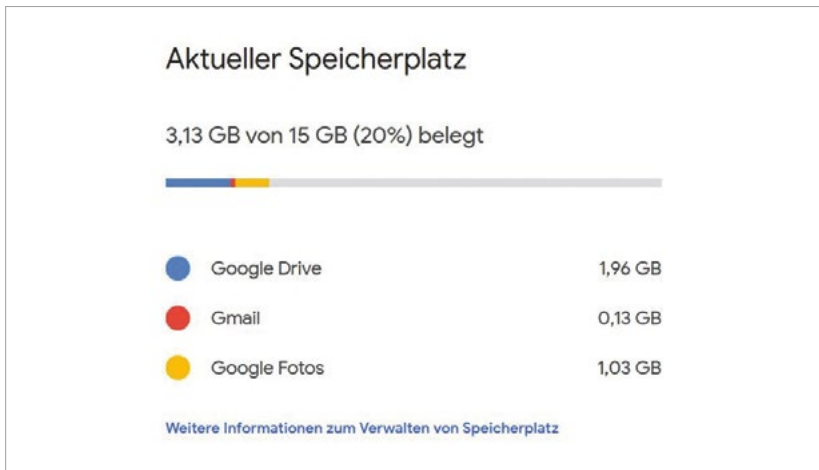 Aktueller Speicherplatz
3,13 GB von 15 GB (20%) belegt
Google Drive 1,96 GB
Gmail 0,13 GB
Google Fotos 1,03 GB
Weitere Informationen zum Verwalten von Speicherplatz